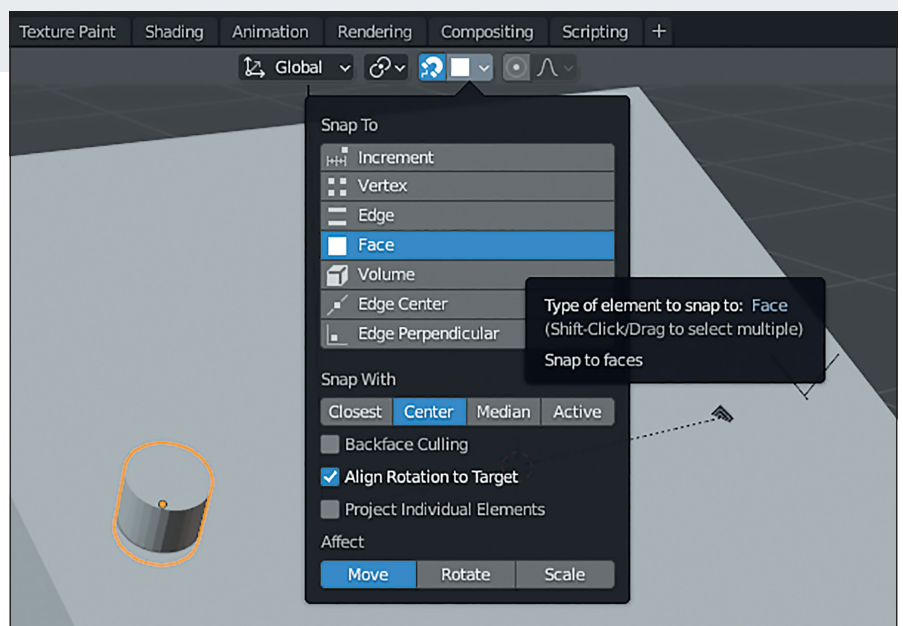 Texture Paint Shading Animation Rendering Compositing Scripting +
Global
Snap To
Increment
Vertex
Edge
Face
Volume
Edge Center
Edge Perpendicular
Type of element to snap to: Face
(Shift-Click/Drag to select multiple)
Snap to faces
Snap With
Closest Center Median Active
Backface Culling
Align Rotation to Target
Project Individual Elements
Affect
Move Rotate Scale